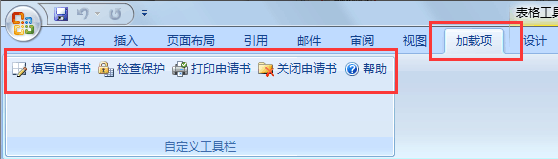 表格工具
开始 插入 页面布局 引用 邮件 审阅 视图 加载项 设计
填写申请书 检查保护 打印申请书 关闭申请书 帮助
自定义工具栏